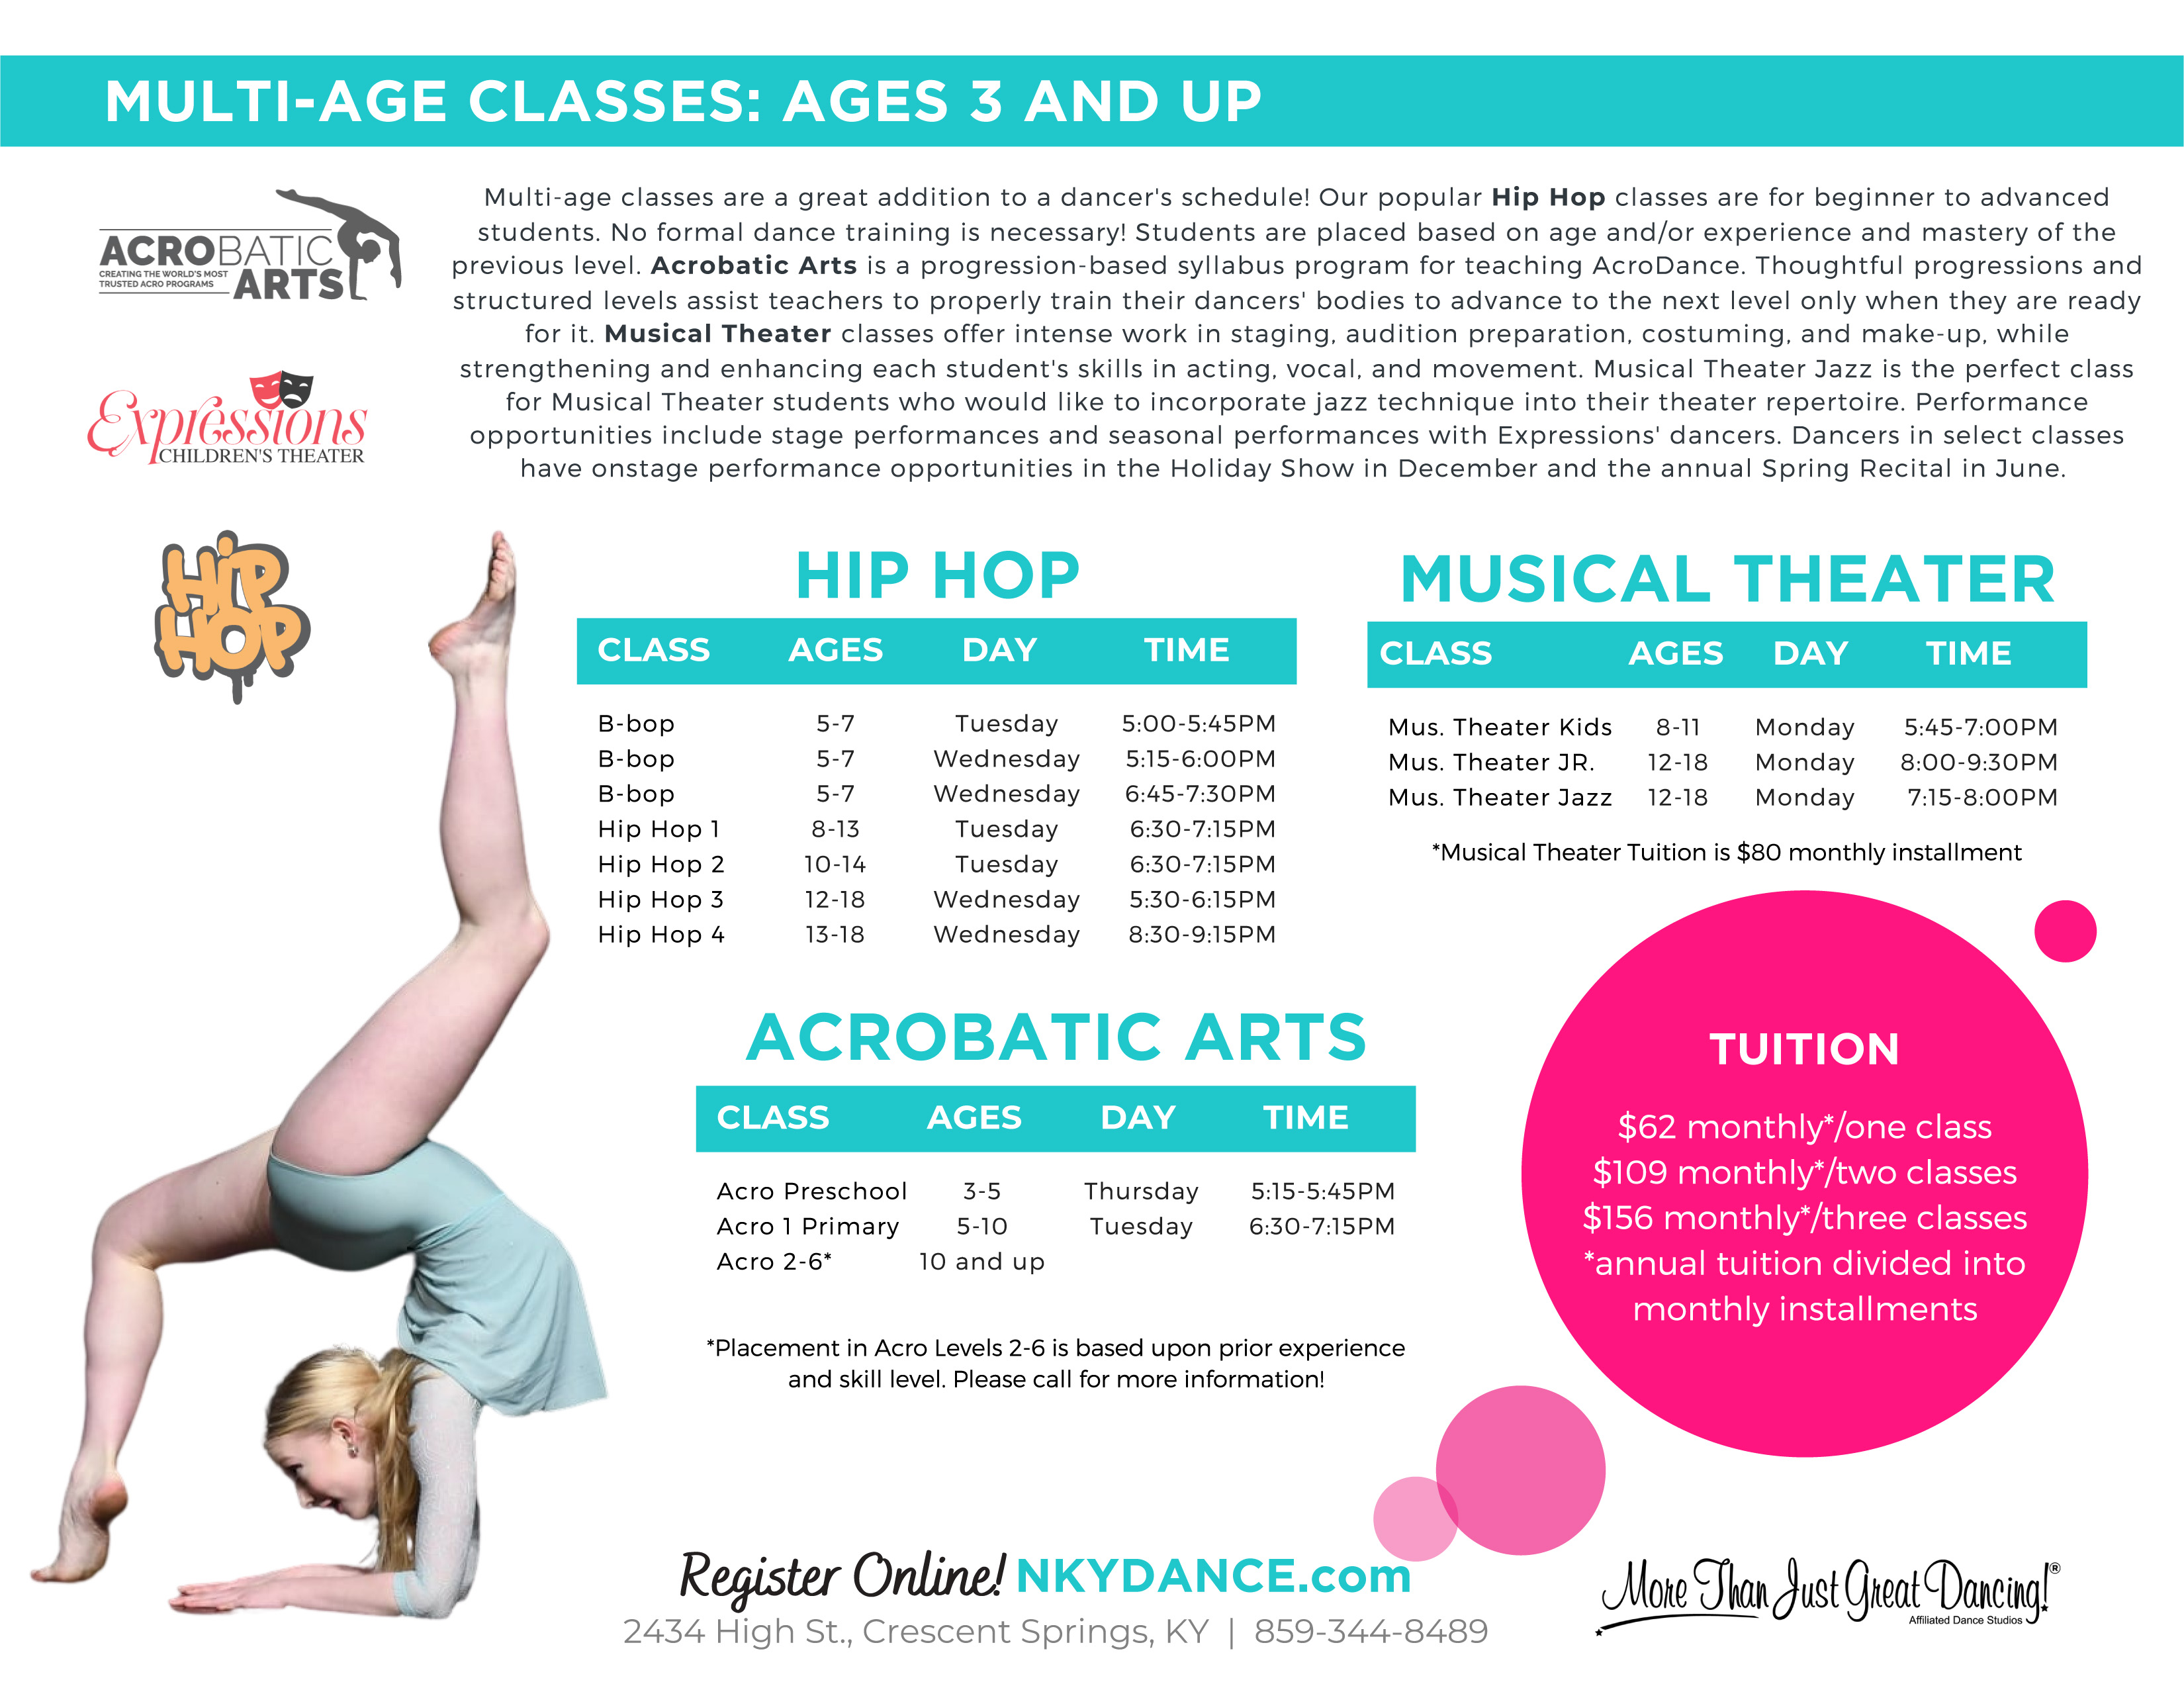 MULTI-AGE CLASSES: AGES 3 AND UP
ACROBATIC
CREATING THE WORLD'S MOST
TRUSTED ACRO PROGRAMS
ARTS
Expressions
CHILDREN'S THEATER
HIP
HOP
Multi-age classes are a great addition to a dancer's schedule! Our popular Hip Hop classes are for beginner to advanced
students. No formal dance training is necessary! Students are placed based on age and/or experience and mastery of the
previous level. Acrobatic Arts is a progression-based syllabus program for teaching AcroDance. Thoughtful progressions and
structured levels assist teachers to properly train their dancers' bodies to advance to the next level only when they are ready
for it. Musical Theater classes offer intense work in staging, audition preparation, costuming, and make-up, while
strengthening and enhancing each student's skills in acting, vocal, and movement. Musical Theater Jazz is the perfect class
for Musical Theater students who would like to incorporate jazz technique into their theater repertoire. Performance
opportunities include stage performances and seasonal performances with Expressions' dancers. Dancers in select classes
have onstage performance opportunities in the Holiday Show in December and the annual Spring Recital in June.
HIP HOP
CLASS AGES DAY TIME
B-bop 5-7 Tuesday 5:00-5:45PM
B-bop 5-7 Wednesday 5:15-6:00PM
B-bop 5-7 Wednesday 6:45-7:30PM
Hip Hop 1 8-13 Tuesday 6:30-7:15PM
Hip Hop 2 10-14 Tuesday 6:30-7:15PM
Hip Hop 3 12-18 Wednesday 5:30-6:15PM
Hip Hop 4 13-18 Wednesday 8:30-9:15PM
MUSICAL THEATER
CLASS AGES DAY TIME
Mus. Theater Kids 8-11 Monday 5:45-7:00PM
Mus. Theater JR. 12-18 Monday 8:00-9:30PM
Mus. Theater Jazz 12-18 Monday 7:15-8:00PM
*Musical Theater Tuition is $80 monthly installment
ACROBATIC ARTS
CLASS AGES DAY TIME
Acro Preschool 3-5 Thursday 5:15-5:45PM
Acro 1 Primary 5-10 Tuesday 6:30-7:15PM
Acro 2-6* 10 and up
*Placement in Acro Levels 2-6 is based upon prior experience
and skill level. Please call for more information!
TUITION
$62 monthly*/one class
$109 monthly*/two classes
$156 monthly*/three classes
*annual tuition divided into
monthly installments
Register Online! NKYDANCE.com
2434 High St., Crescent Springs, KY | 859-344-8489
More Than Just Great Dancing!®
Affiliated Dance Studios